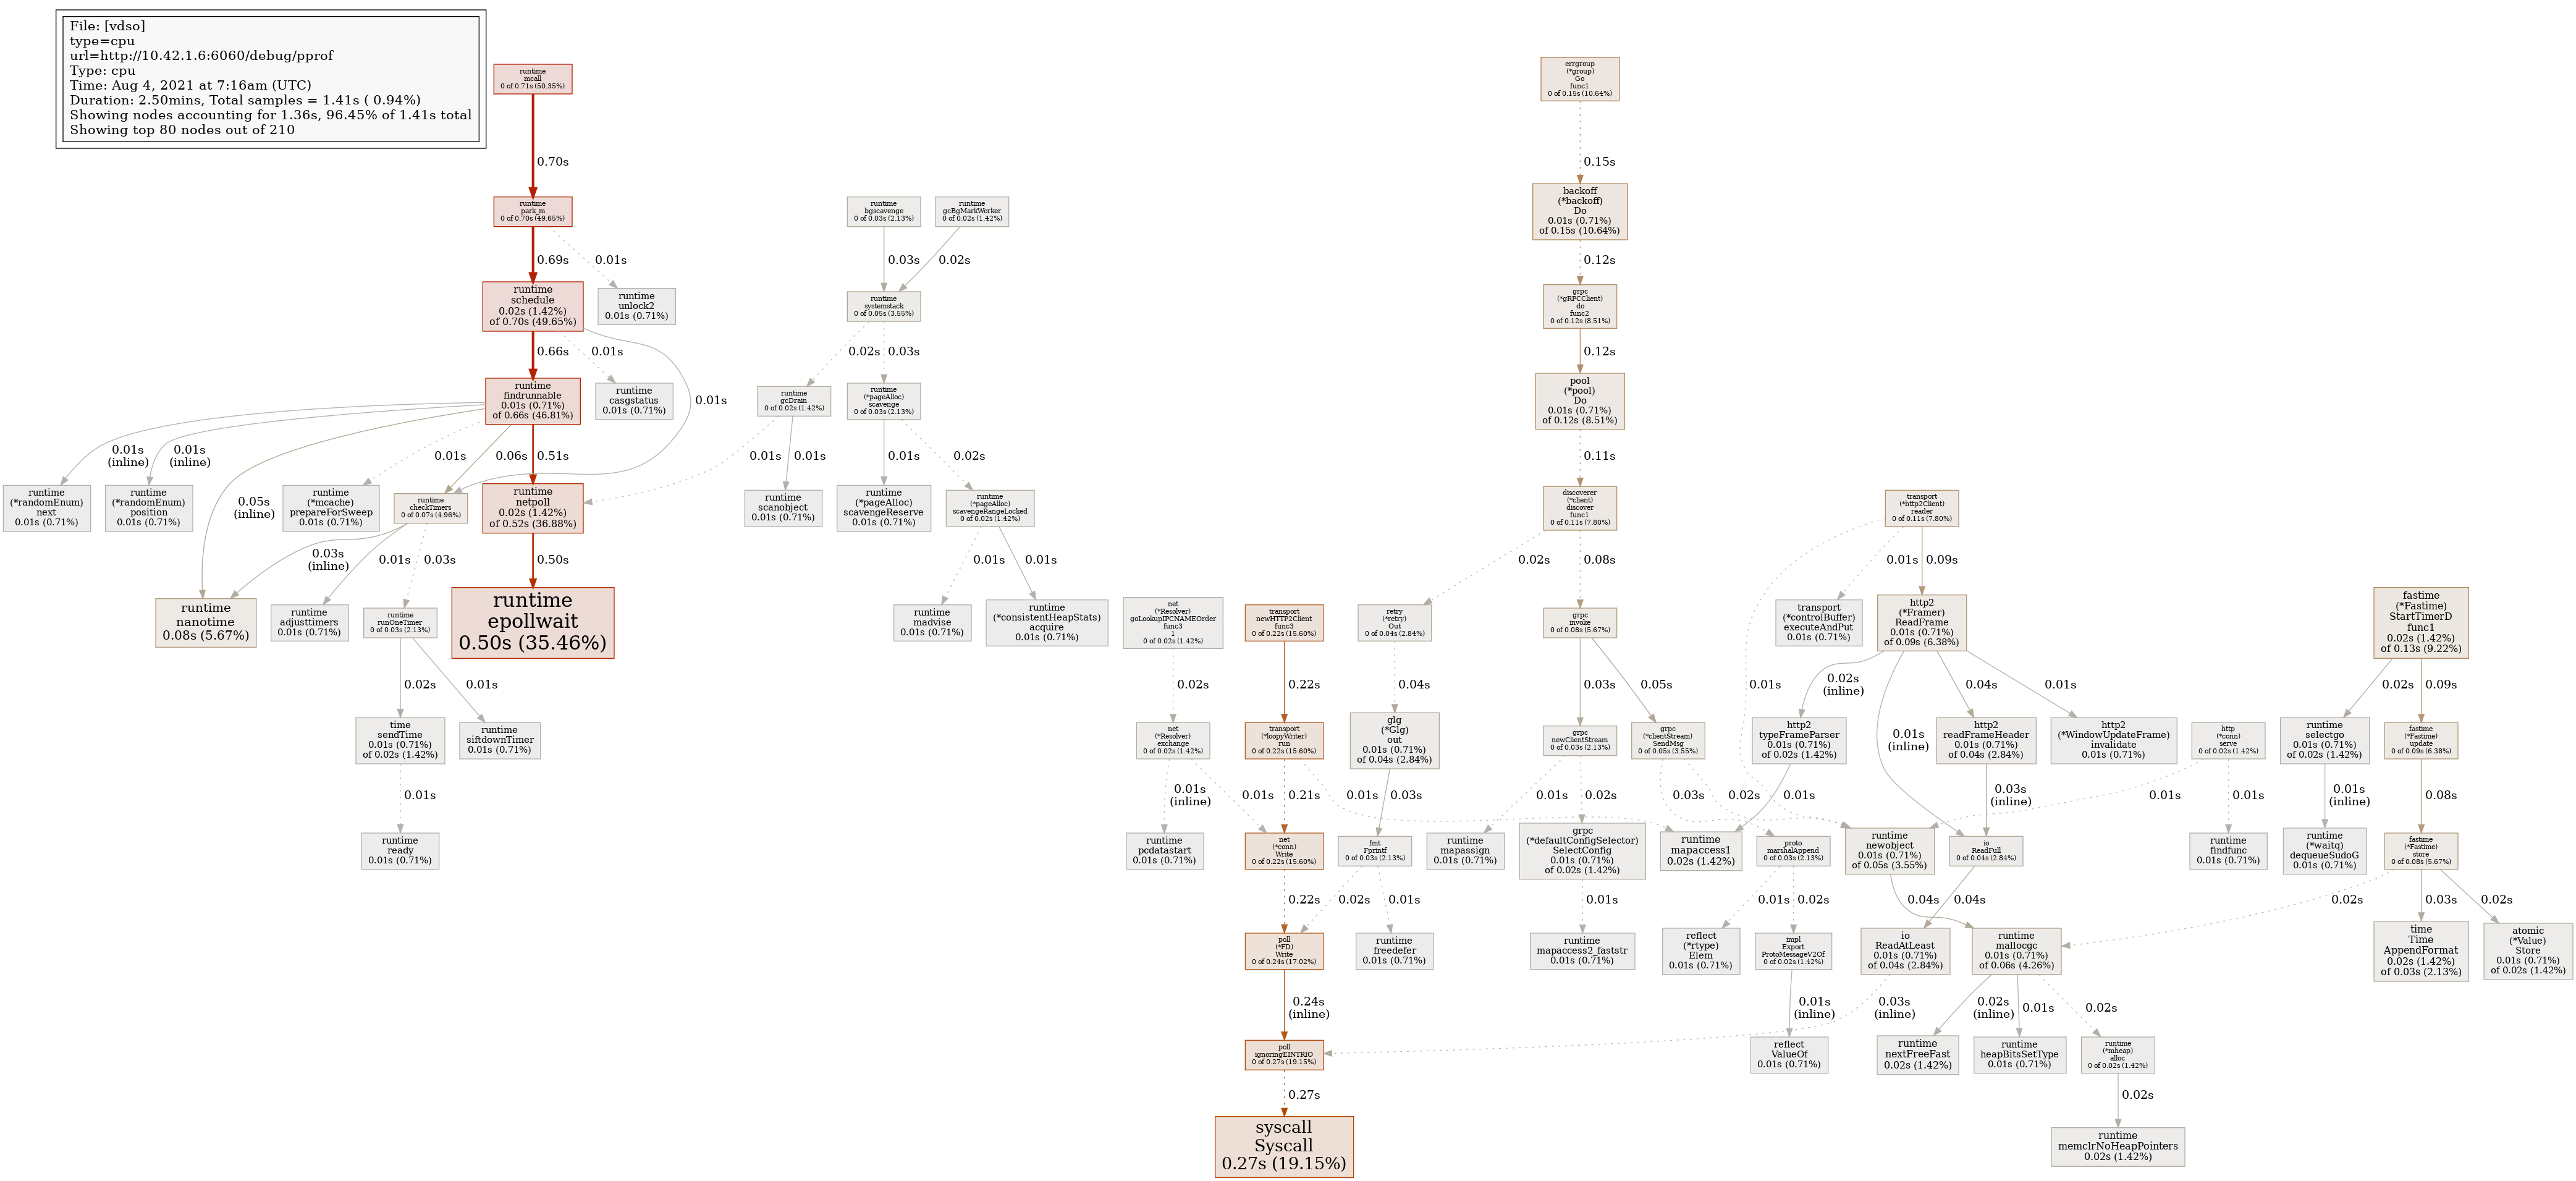 File: [vdso]
type=cpu
url=http://10.42.1.6:6060/debug/pprof
Type: cpu
Time: Aug 4, 2021 at 7:16am (UTC)
Duration: 2.50mins, Total samples = 1.41s ( 0.94%)
Showing nodes accounting for 1.36s, 96.45% of 1.41s total
Showing top 80 nodes out of 210
runtime
mcall
0 of 0.71s (50.35%)
errgroup
(*group)
Go
func1
0 of 0.15s (10.64%)
0.70s
0.15s
runtime
park_m
0 of 0.70s (49.65%)
runtime
bgscavenge
0 of 0.03s (2.13%)
runtime
gcBgMarkWorker
0 of 0.02s (1.42%)
backoff
(*backoff)
Do
0.01s (0.71%)
of 0.15s (10.64%)
0.69s
0.01s
0.03s
0.02s
0.12s
runtime
schedule
0.02s (1.42%)
of 0.70s (49.65%)
runtime
unlock2
0.01s (0.71%)
runtime
systemstack
0 of 0.05s (3.55%)
grpc
(*gRPCClient)
do
func2
0 of 0.12s (8.51%)
0.66s
0.01s
0.02s
0.03s
0.12s
runtime
findrunnable
0.01s (0.71%)
of 0.66s (46.81%)
runtime
casgstatus
0.01s (0.71%)
0.01s
runtime
gcDrain
0 of 0.02s (1.42%)
runtime
(*pageAlloc)
scavenge
0 of 0.03s (2.13%)
pool
(*pool)
Do
0.01s (0.71%)
of 0.12s (8.51%)
0.01s
(inline)
0.01s
(inline)
0.05s
(inline)
0.01s
0.06s
0.51s
0.01s
0.01s
0.01s
0.02s
0.11s
runtime
(*randomEnum)
next
0.01s (0.71%)
runtime
(*randomEnum)
position
0.01s (0.71%)
runtime
(*mcache)
prepareForSweep
0.01s (0.71%)
runtime
checkTimers
0 of 0.07s (4.96%)
runtime
netpoll
0.02s (1.42%)
of 0.52s (36.88%)
runtime
scanobject
0.01s (0.71%)
runtime
(*pageAlloc)
scavengeReserve
0.01s (0.71%)
runtime
(*pageAlloc)
scavengeRangeLocked
0 of 0.02s (1.42%)
discoverer
(*client)
discover
func1
0 of 0.11s (7.80%)
transport
(*http2Client)
reader
0 of 0.11s (7.80%)
0.03s
(inline)
0.01s
0.03s
0.50s
0.01s
0.01s
0.02s
0.08s
0.01s
0.01s
0.09s
runtime
nanotime
0.08s (5.67%)
runtime
adjusttimers
0.01s (0.71%)
runtime
runOneTimer
0 of 0.03s (2.13%)
runtime
epollwait
0.50s (35.46%)
runtime
madvise
0.01s (0.71%)
runtime
(*consistentHeapStats)
acquire
0.01s (0.71%)
net
(*Resolver)
goLookupIPCNAMEOrder
func3
1
0 of 0.02s (1.42%)
transport
newHTTP2Client
func3
0 of 0.22s (15.60%)
retry
(*retry)
Out
0 of 0.04s (2.84%)
grpc
invoke
0 of 0.08s (5.67%)
transport
(*controlBuffer)
executeAndPut
0.01s (0.71%)
http2
(*Framer)
ReadFrame
0.01s (0.71%)
of 0.09s (6.38%)
fastime
(*Fastime)
StartTimerD
func1
0.02s (1.42%)
of 0.13s (9.22%)
0.02s
0.01s
0.02s
0.22s
0.04s
0.03s
0.05s
0.02s
(inline)
0.01s
(inline)
0.04s
0.01s
0.02s
0.09s
time
sendTime
0.01s (0.71%)
of 0.02s (1.42%)
runtime
siftdownTimer
0.01s (0.71%)
net
(*Resolver)
exchange
0 of 0.02s (1.42%)
transport
(*loopyWriter)
run
0 of 0.22s (15.60%)
glg
(*Glg)
out
0.01s (0.71%)
of 0.04s (2.84%)
grpc
newClientStream
0 of 0.03s (2.13%)
grpc
(*clientStream)
SendMsg
0 of 0.05s (3.55%)
http2
typeFrameParser
0.01s (0.71%)
of 0.02s (1.42%)
http2
readFrameHeader
0.01s (0.71%)
of 0.04s (2.84%)
http2
(*WindowUpdateFrame)
invalidate
0.01s (0.71%)
http
(*conn)
serve
0 of 0.02s (1.42%)
runtime
selectgo
0.01s (0.71%)
of 0.02s (1.42%)
fastime
(*Fastime)
update
0 of 0.09s (6.38%)
0.01s
0.01s
(inline)
0.01s
0.21s
0.01s
0.03s
0.01s
0.02s
0.03s
0.02s
0.01s
0.03s
(inline)
0.01s
0.01s
0.01s
(inline)
0.08s
runtime
ready
0.01s (0.71%)
runtime
pcdatastart
0.01s (0.71%)
net
(*conn)
Write
0 of 0.22s (15.60%)
fmt
Fprintf
0 of 0.03s (2.13%)
runtime
mapassign
0.01s (0.71%)
grpc
(*defaultConfigSelector)
SelectConfig
0.01s (0.71%)
of 0.02s (1.42%)
runtime
mapaccess1
0.02s (1.42%)
proto
marshalAppend
0 of 0.03s (2.13%)
runtime
newobject
0.01s (0.71%)
of 0.05s (3.55%)
io
ReadFull
0 of 0.04s (2.84%)
runtime
findfunc
0.01s (0.71%)
runtime
(*waitq)
dequeueSudoG
0.01s (0.71%)
fastime
(*Fastime)
store
0 of 0.08s (5.67%)
0.22s
0.02s
0.01s
0.01s
0.01s
0.02s
0.04s
0.04s
0.02s
0.03s
0.02s
poll
(*FD)
Write
0 of 0.24s (17.02%)
runtime
freedefer
0.01s (0.71%)
runtime
mapaccess2_faststr
0.01s (0.71%)
reflect
(*rtype)
Elem
0.01s (0.71%)
impl
Export
ProtoMessageV2Of
0 of 0.02s (1.42%)
io
ReadAtLeast
0.01s (0.71%)
of 0.04s (2.84%)
runtime
mallocgc
0.01s (0.71%)
of 0.06s (4.26%)
time
Time
AppendFormat
0.02s (1.42%)
of 0.03s (2.13%)
atomic
(*Value)
Store
0.01s (0.71%)
of 0.02s (1.42%)
0.24s
(inline)
0.01s
(inline)
0.03s
(inline)
0.02s
(inline)
0.01s
0.02s
poll
ignoringEINTRIO
0 of 0.27s (19.15%)
reflect
ValueOf
0.01s (0.71%)
runtime
nextFreeFast
0.02s (1.42%)
runtime
heapBitsSetType
0.01s (0.71%)
runtime
(*mheap)
alloc
0 of 0.02s (1.42%)
0.27s
0.02s
syscall
Syscall
0.27s (19.15%)
runtime
memclrNoHeapPointers
0.02s (1.42%)